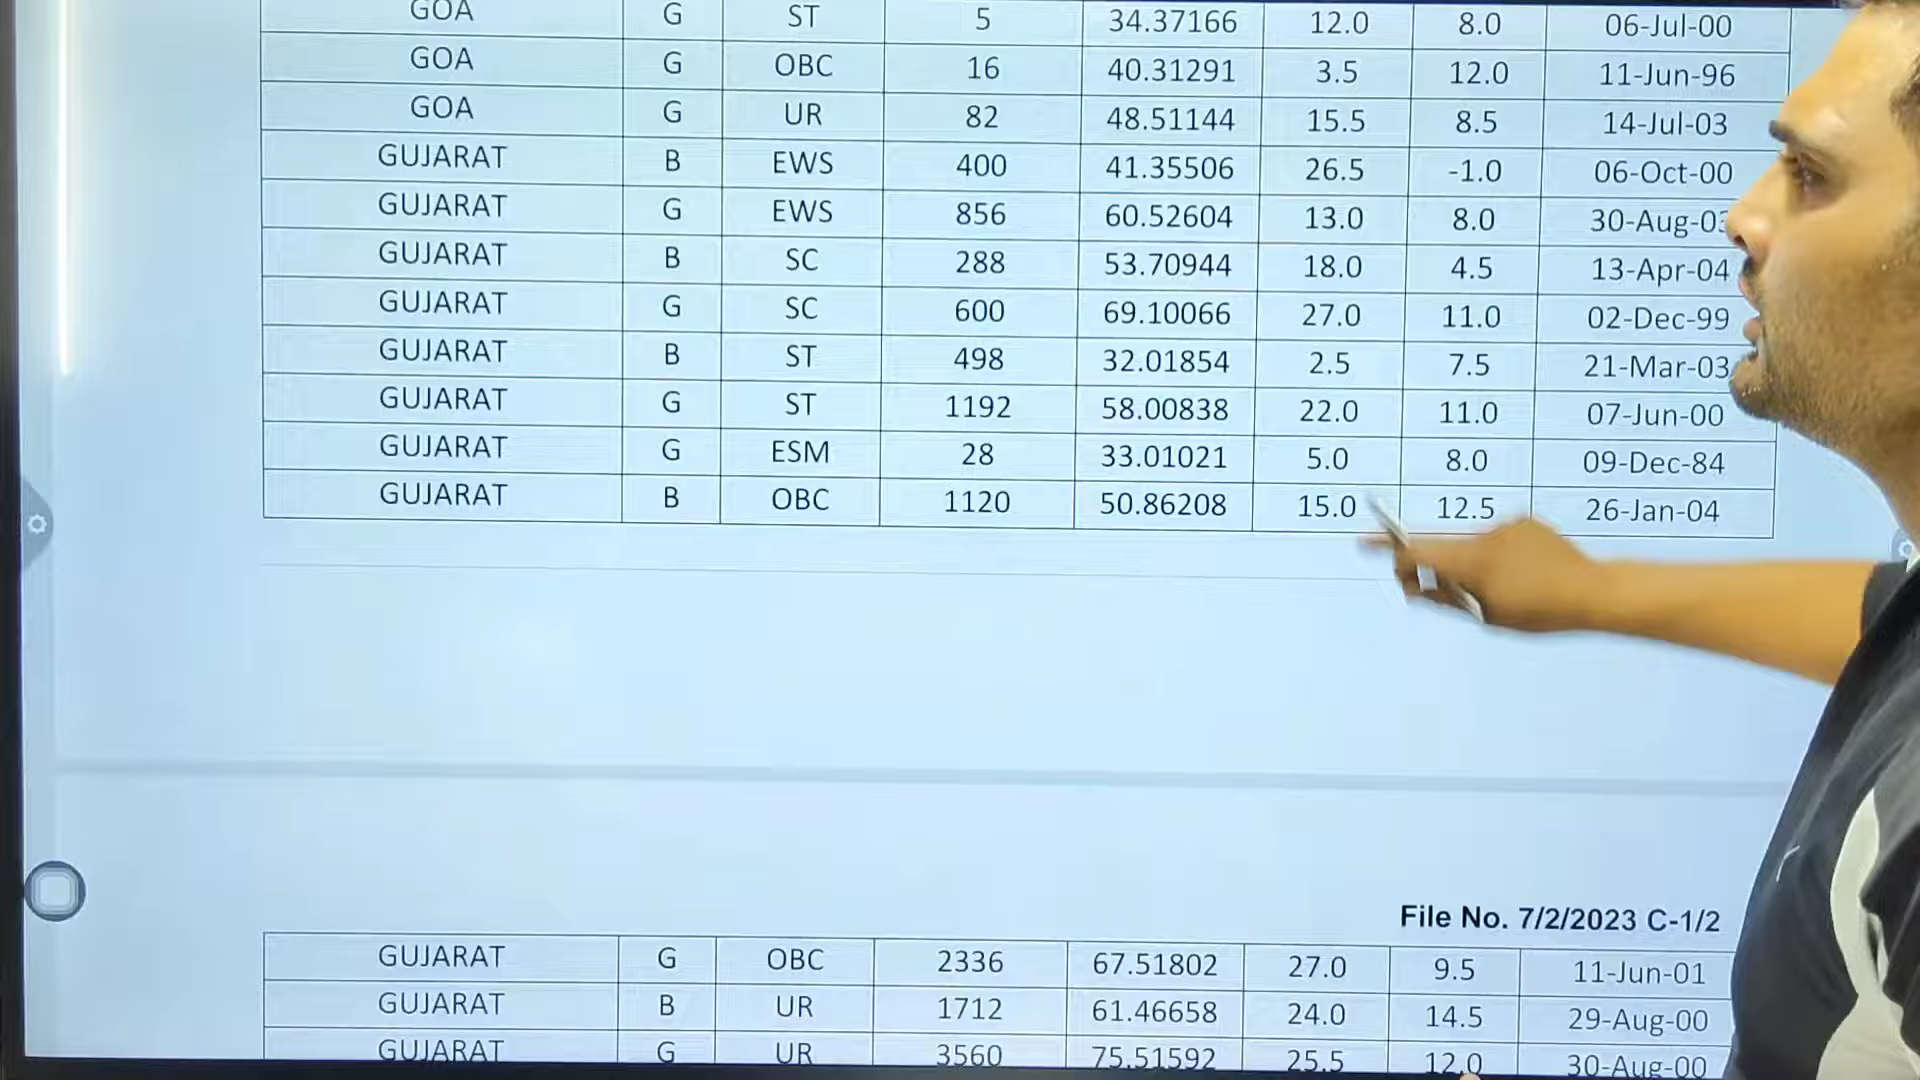 GOA G ST 5 34.37166 12.0 8.0 06-Jul-00
GOA G OBC 16 40.31291 3.5 12.0 11-Jun-96
GOA G UR 82 48.51144 15.5 8.5 14-Jul-03
GUJARAT B EWS 400 41.35506 26.5 -1.0 06-Oct-00
GUJARAT G EWS 856 60.52604 13.0 8.0 30-Aug-03
GUJARAT B SC 288 53.70944 18.0 4.5 13-Apr-04
GUJARAT G SC 600 69.10066 27.0 11.0 02-Dec-99
GUJARAT B ST 498 32.01854 2.5 7.5 21-Mar-03
GUJARAT G ST 1192 58.00838 22.0 11.0 07-Jun-00
GUJARAT G ESM 28 33.01021 5.0 8.0 09-Dec-84
GUJARAT B OBC 1120 50.86208 15.0 12.5 26-Jan-04
File No. 7/2/2023 C-1/2
GUJARAT G OBC 2336 67.51802 27.0 9.5 11-Jun-01
GUJARAT B UR 1712 61.46658 24.0 14.5 29-Aug-00
GUJARAT G UR 3560 75.51592 25.5 12.0 30-Aug-00